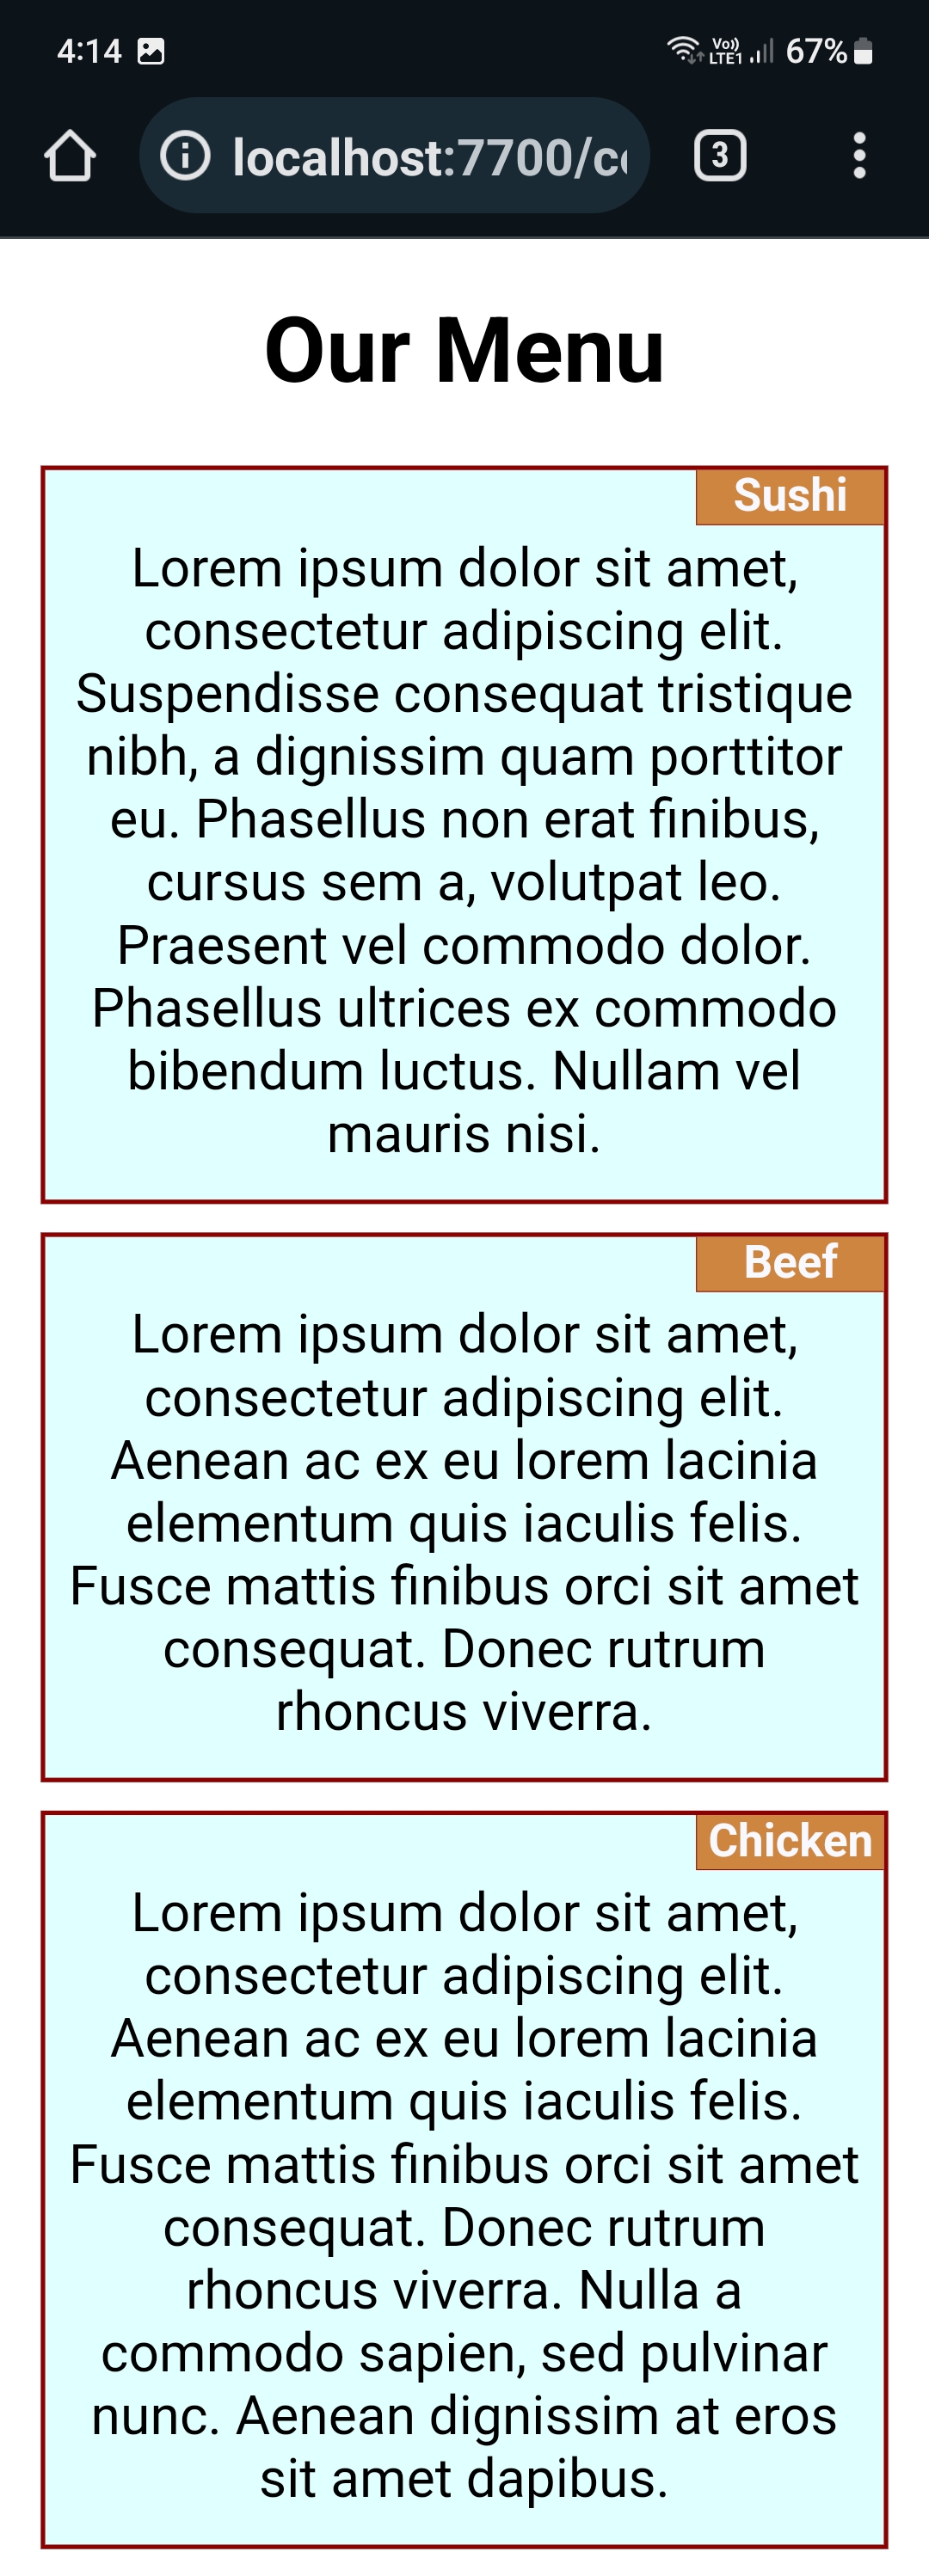 4:14
Vo)) LTE1 67%
localhost:7700/c
3
Our Menu
Sushi
Lorem ipsum dolor sit amet,
consectetur adipiscing elit.
Suspendisse consequat tristique
nibh, a dignissim quam porttitor
eu. Phasellus non erat finibus,
cursus sem a, volutpat leo.
Praesent vel commodo dolor.
Phasellus ultrices ex commodo
bibendum luctus. Nullam vel
mauris nisi.
Beef
Lorem ipsum dolor sit amet,
consectetur adipiscing elit.
Aenean ac ex eu lorem lacinia
elementum quis iaculis felis.
Fusce mattis finibus orci sit amet
consequat. Donec rutrum
rhoncus viverra.
Chicken
Lorem ipsum dolor sit amet,
consectetur adipiscing elit.
Aenean ac ex eu lorem lacinia
elementum quis iaculis felis.
Fusce mattis finibus orci sit amet
consequat. Donec rutrum
rhoncus viverra. Nulla a
commodo sapien, sed pulvinar
nunc. Aenean dignissim at eros
sit amet dapibus.